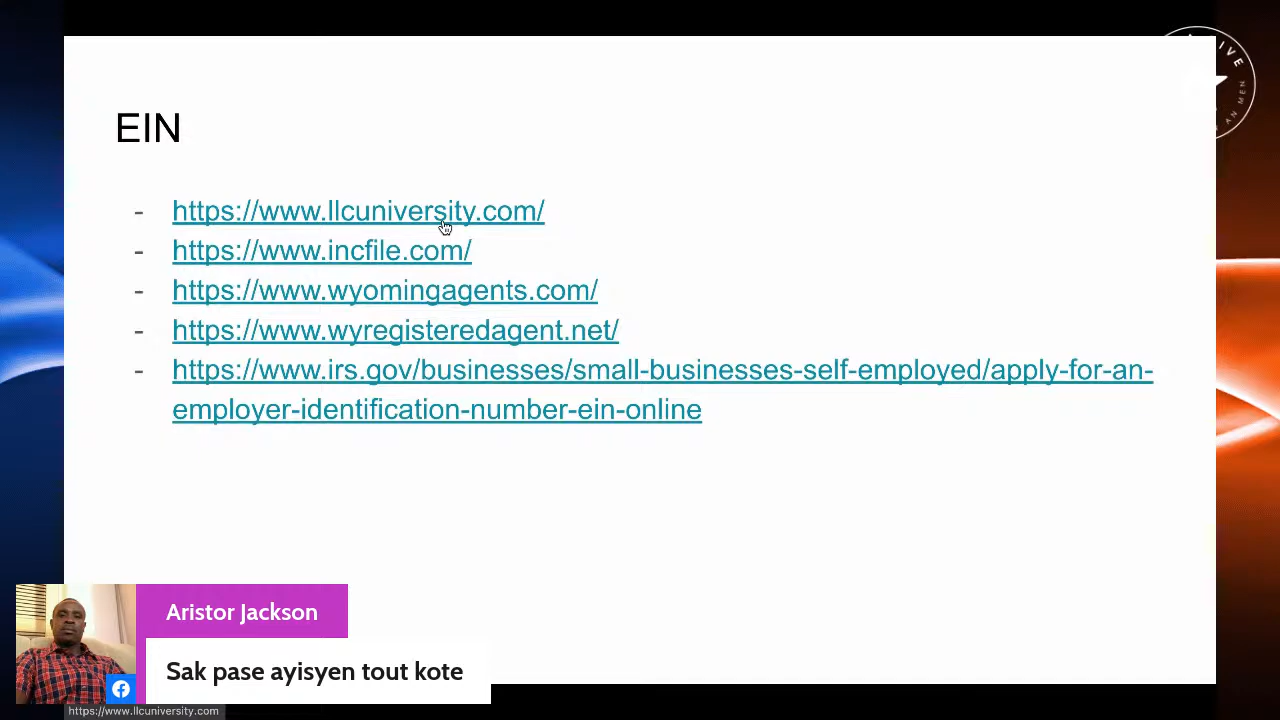 EIN
- https://www.llcuniversity.com/
- https://www.incfile.com/
- https://www.wyomingagents.com/
- https://www.wyregisteredagent.net/
- https://www.irs.gov/businesses/small-businesses-self-employed/apply-for-an-
employer-identification-number-ein-online
Aristor Jackson
Sak pase ayisyen tout kote
https://www.llcuniversity.com